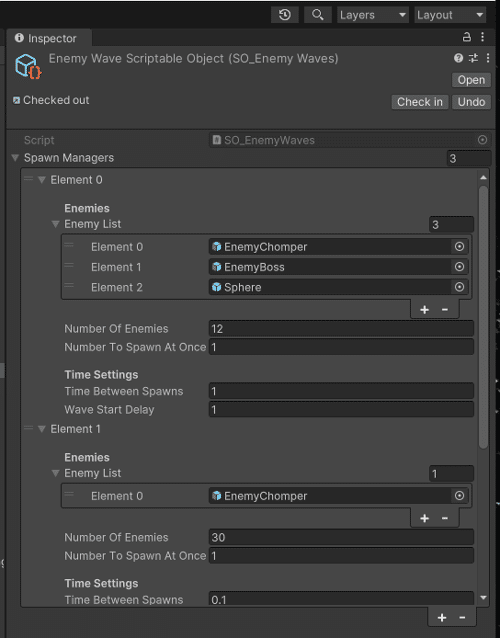 Layers
Layout
Inspector
Enemy Wave Scriptable Object (SO_Enemy Waves)
Open
Checked out
Check in
Undo
Script
SO_EnemyWaves
Spawn Managers
3
Element 0
Enemies
Enemy List
3
Element 0
EnemyChomper
Element 1
EnemyBoss
Element 2
Sphere
Number Of Enemies
12
Number To Spawn At Once
1
Time Settings
Time Between Spawns
1
Wave Start Delay
1
Element 1
Enemies
Enemy List
1
Element 0
EnemyChomper
Number Of Enemies
30
Number To Spawn At Once
1
Time Settings
Time Between Spawns
0.1